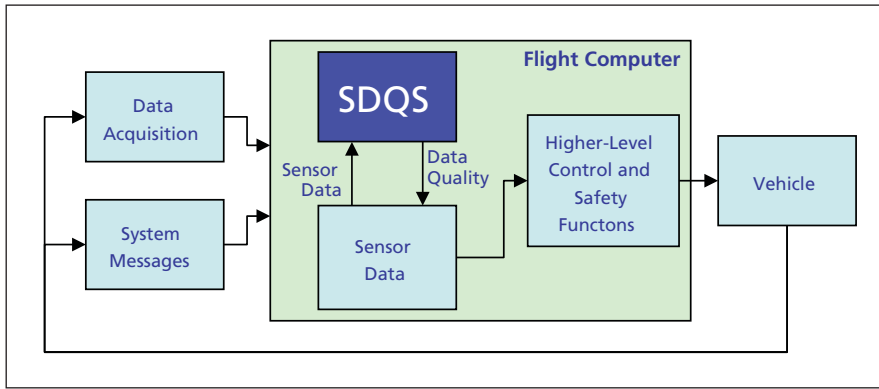 Flight Computer
SDQS
Data
Acquisition
Sensor
Data
Data
Quality
Higher-Level
Control and
Safety
Functons
Vehicle
System
Messages
Sensor
Data